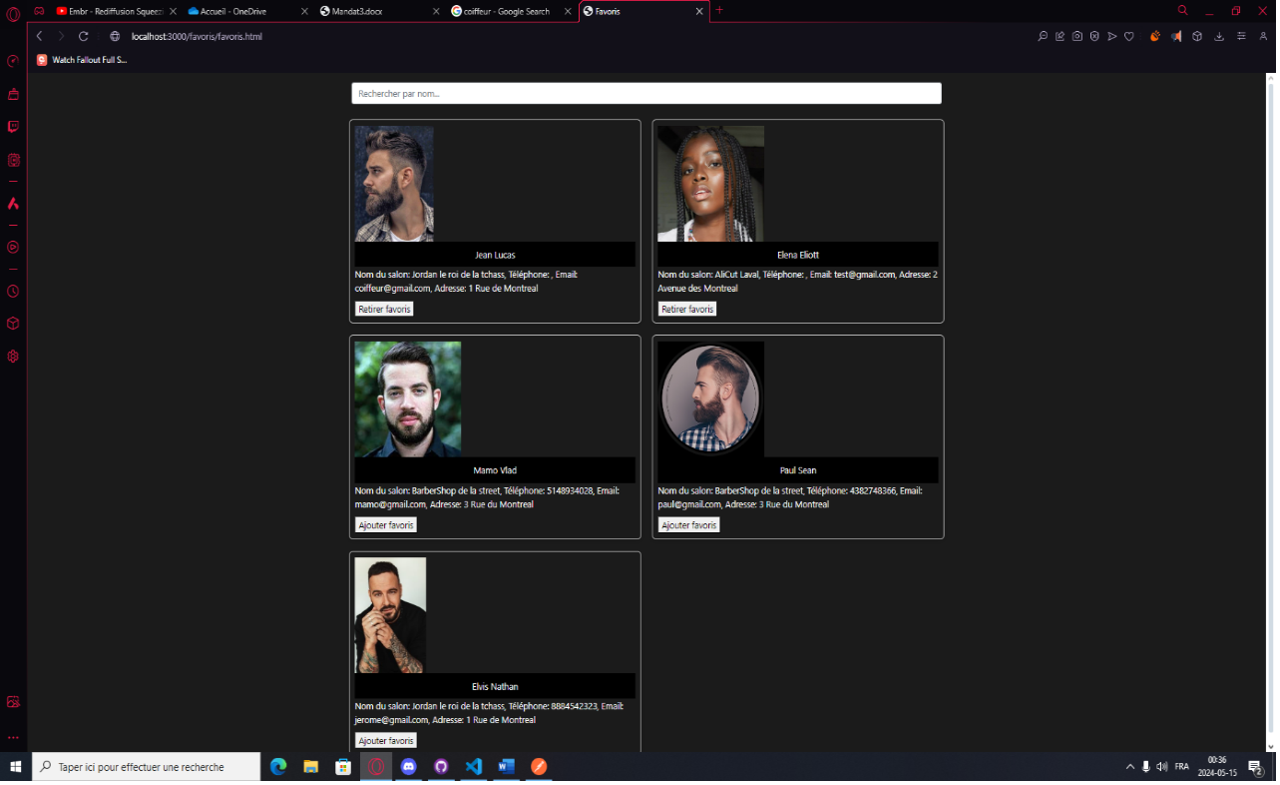 Embr - Rediffusion Squeezi
Accueil - OneDrive
Mandat3.docx
coiffeur - Google Search
Favoris
localhost:3000/favoris/favoris.html
Watch Fallout Full S...
Rechercher par nom...
Jean Lucas
Nom du salon: Jordan le roi de la tchass, Téléphone: , Email:
coiffeur@gmail.com, Adresse: 1 Rue de Montreal
Retirer favoris
Elena Eliott
Nom du salon: AliCut Laval, Téléphone: , Email: test@gmail.com, Adresse: 2
Avenue des Montreal
Retirer favoris
Mamo Vlad
Nom du salon: BarberShop de la street, Téléphone: 5148934028, Email:
mamo@gmail.com, Adresse: 3 Rue du Montreal
Ajouter favoris
Paul Sean
Nom du salon: BarberShop de la street, Téléphone: 4382748366, Email:
paul@gmail.com, Adresse: 3 Rue du Montreal
Ajouter favoris
Elvis Nathan
Nom du salon: Jordan le roi de la tchass, Téléphone: 8884542323, Email:
jerome@gmail.com, Adresse: 1 Rue de Montreal
Ajouter favoris
Taper ici pour effectuer une recherche
FRA
00:36
2024-05-15
2